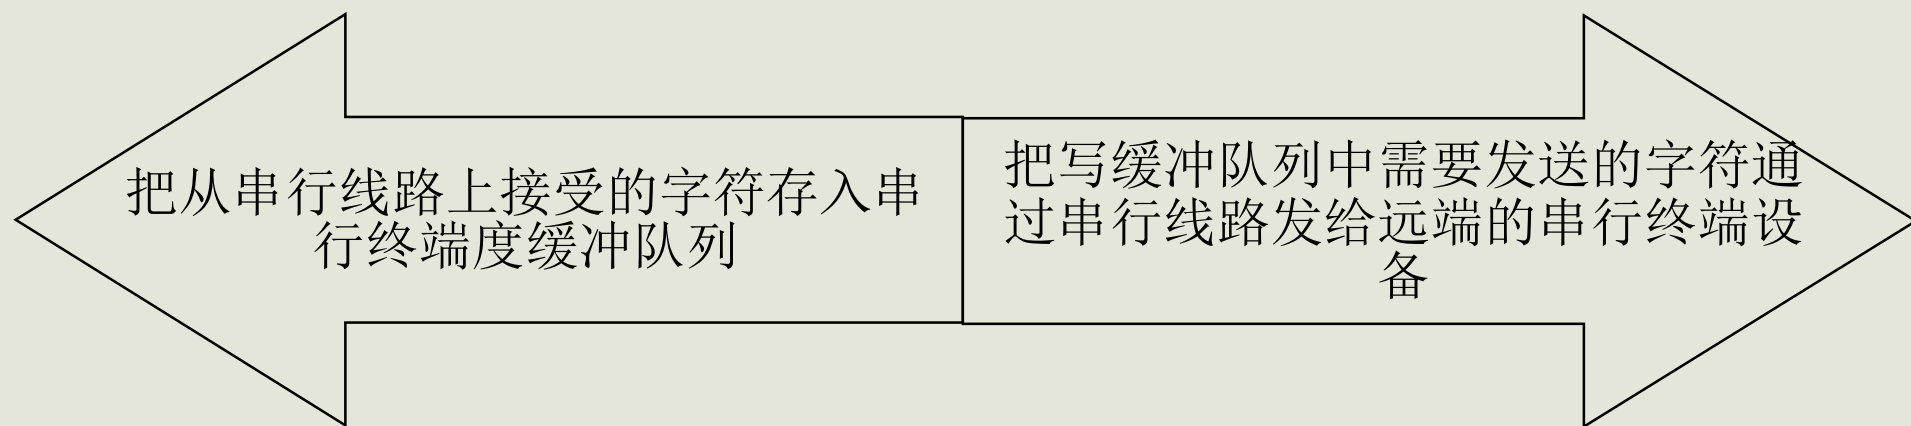 把从串行线路上接受的字符存入串
行终端度缓冲队列
把写缓冲队列中需要发送的字符通
过串行线路发给远端的串行终端设
备